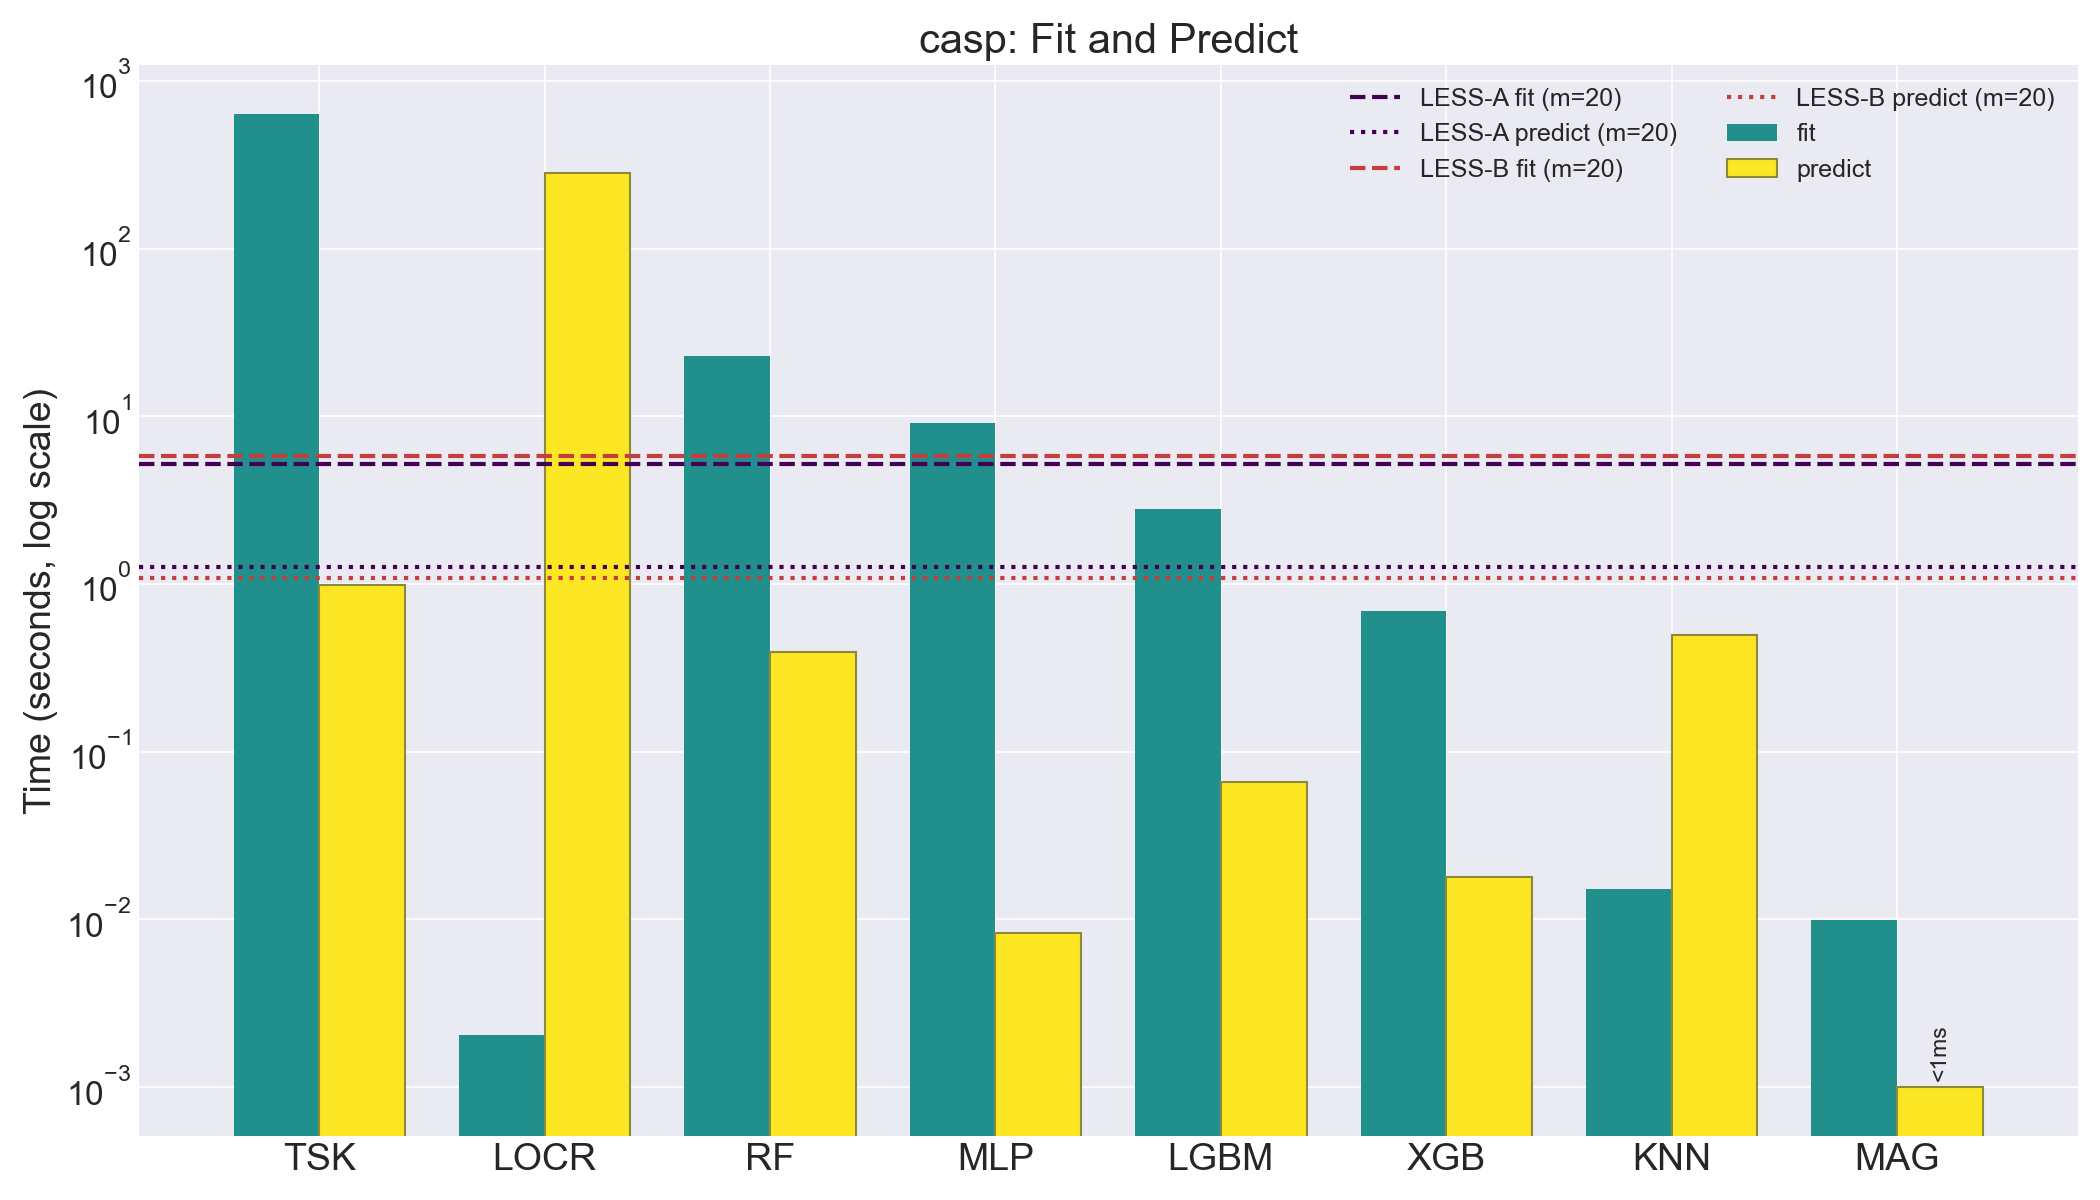 casp: Fit and Predict
Time (seconds, log scale)
10^3
10^2
10^1
10^0
10^−1
10^−2
10^−3
LESS-A fit (m=20)
LESS-A predict (m=20)
LESS-B fit (m=20)
LESS-B predict (m=20)
fit
predict
<1ms
TSK LOCR RF MLP LGBM XGB KNN MAG